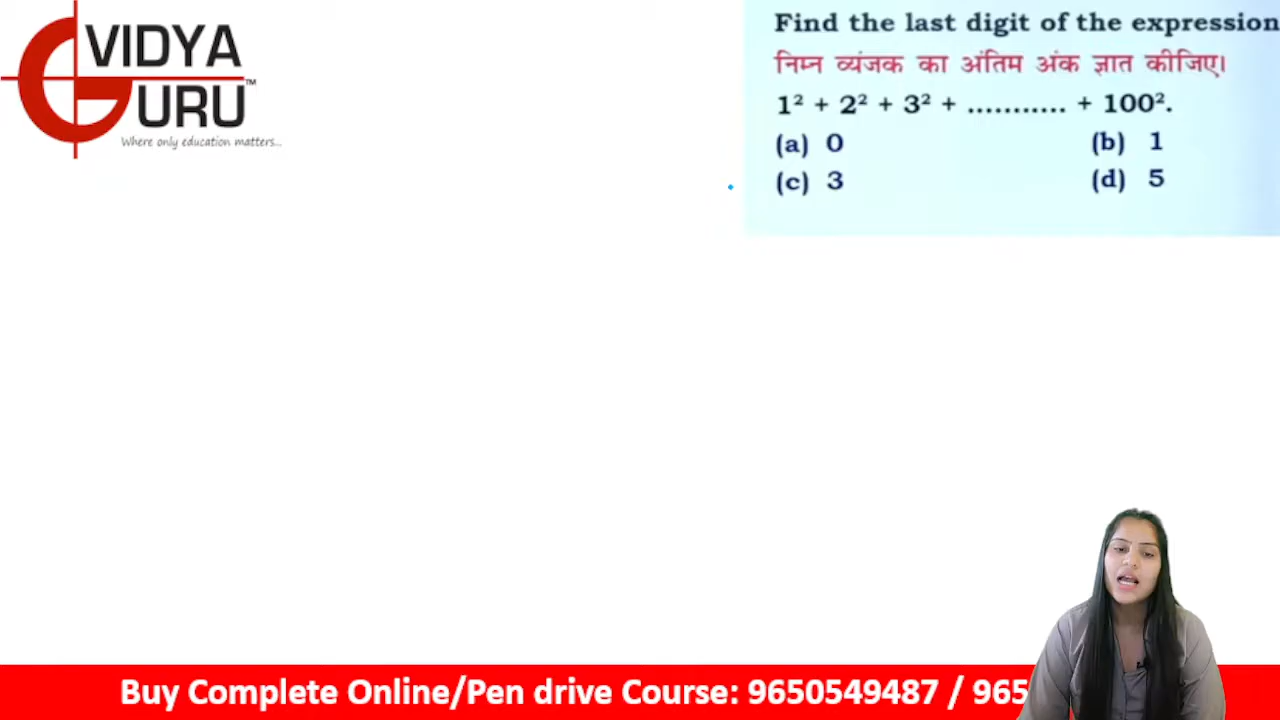 VIDYA
GURU™
Where only education matters...
Find the last digit of the expression
निम्न व्यंजक का अंतिम अंक ज्ञात कीजिए।
1² + 2² + 3² + ........... + 100².
(a) 0 (b) 1
(c) 3 (d) 5
Buy Complete Online/Pen drive Course: 9650549487 / 965